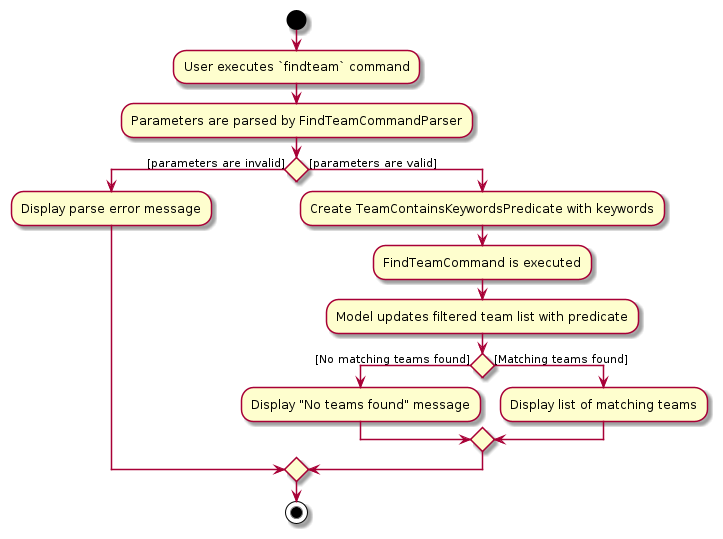 User executes `findteam` command
Parameters are parsed by FindTeamCommandParser
[parameters are invalid]
[parameters are valid]
Display parse error message
Create TeamContainsKeywordsPredicate with keywords
FindTeamCommand is executed
Model updates filtered team list with predicate
[No matching teams found]
[Matching teams found]
Display "No teams found" message
Display list of matching teams